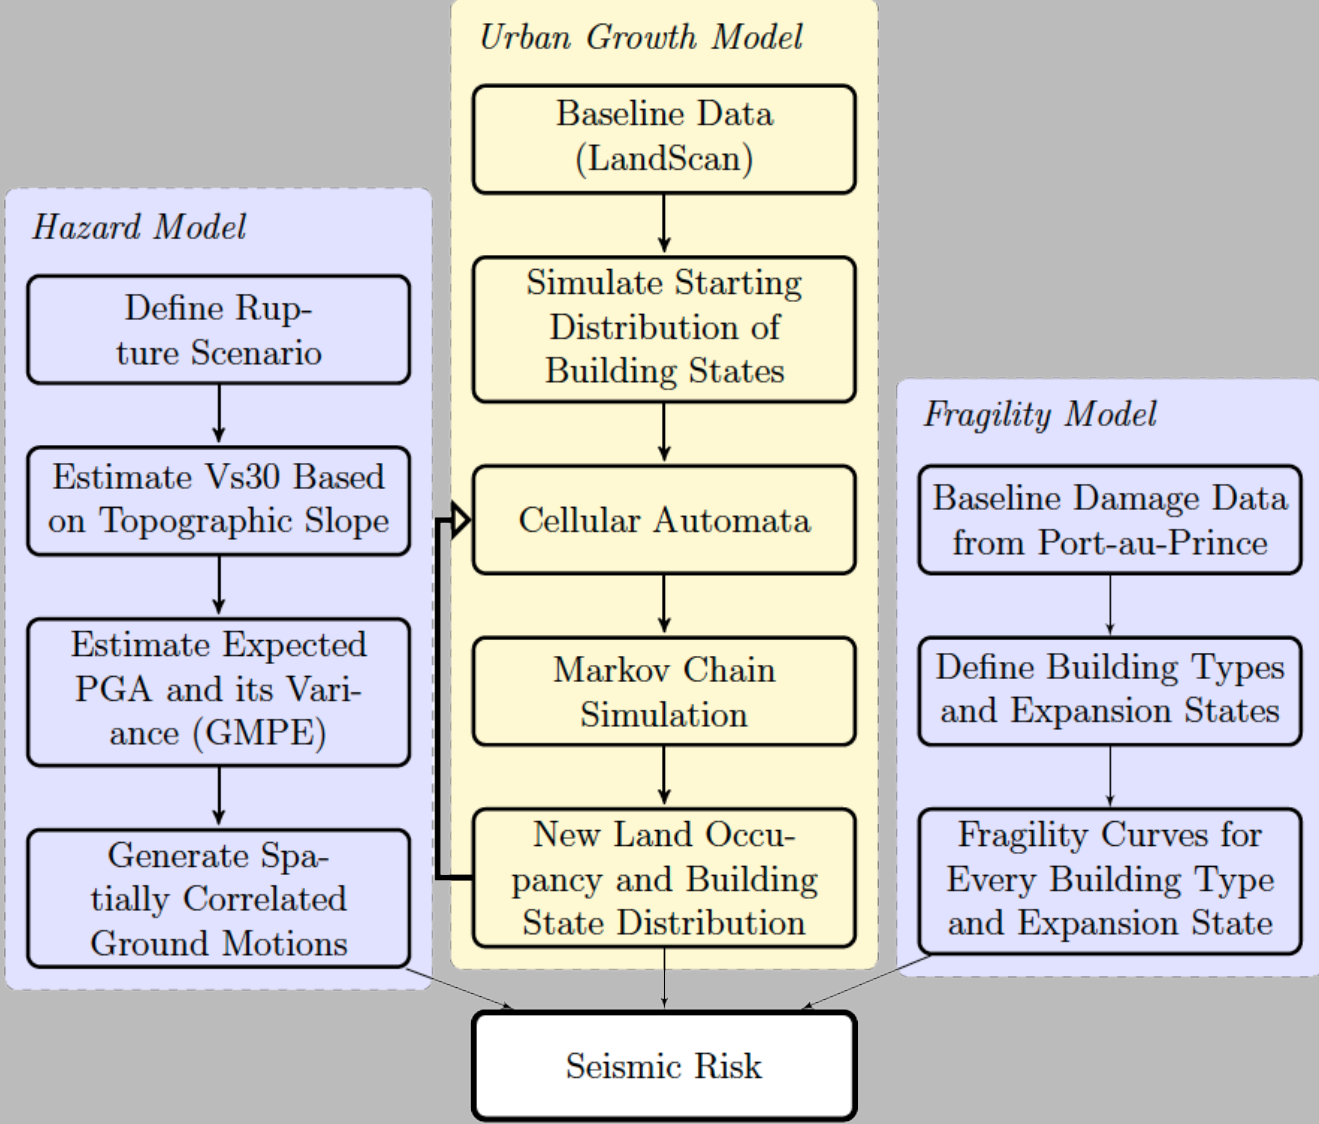 Urban Growth Model
Baseline Data
(LandScan)
Simulate Starting
Distribution of
Building States
Cellular Automata
Markov Chain
Simulation
New Land Occu-
pancy and Building
State Distribution
Hazard Model
Define Rup-
ture Scenario
Estimate Vs30 Based
on Topographic Slope
Estimate Expected
PGA and its Vari-
ance (GMPE)
Generate Spa-
tially Correlated
Ground Motions
Fragility Model
Baseline Damage Data
from Port-au-Prince
Define Building Types
and Expansion States
Fragility Curves for
Every Building Type
and Expansion State
Seismic Risk